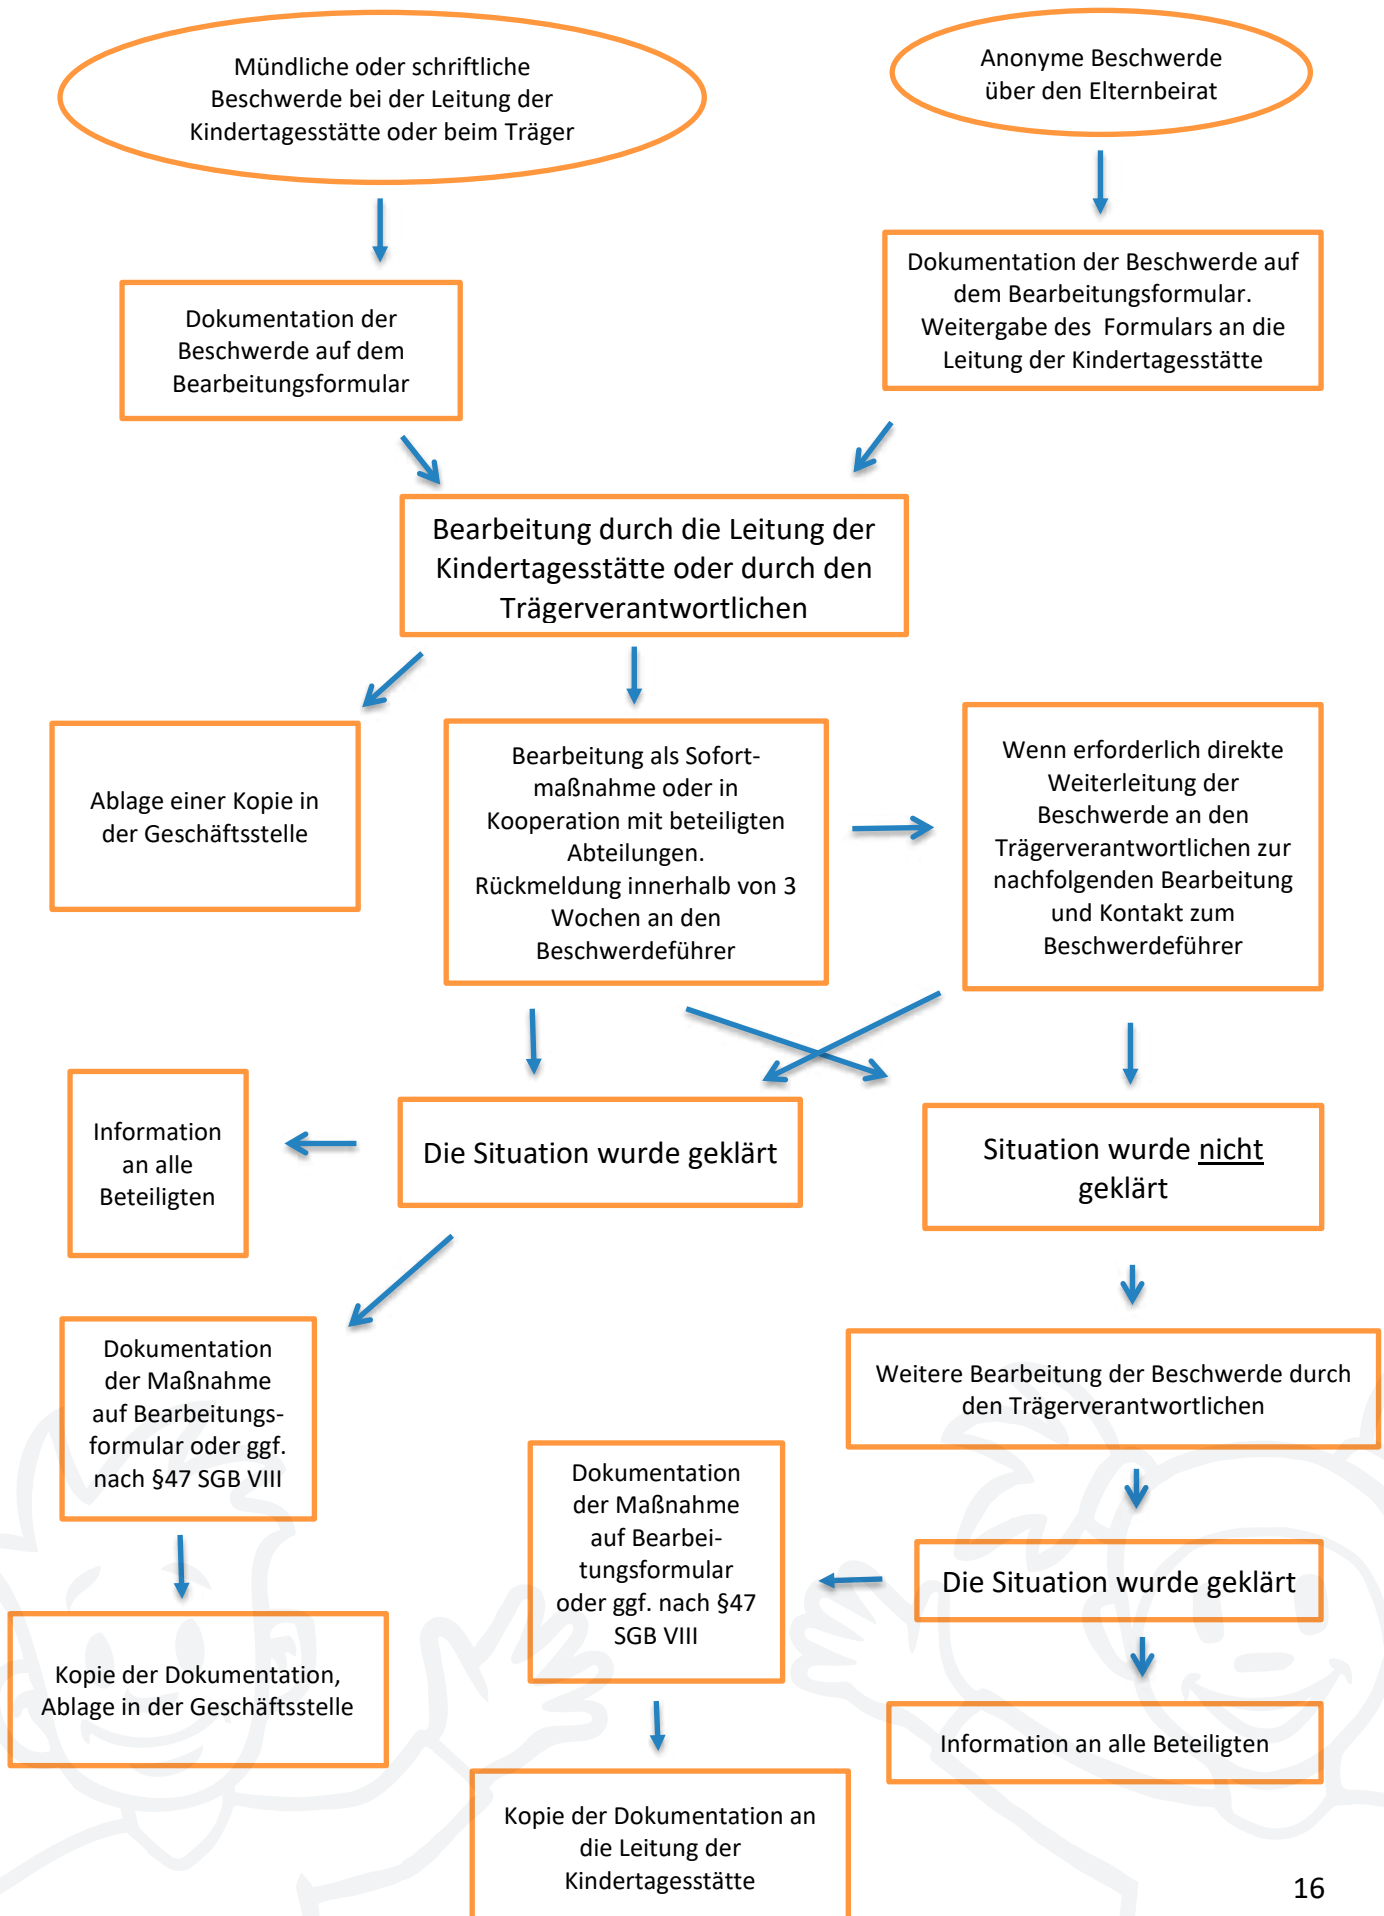 Mündliche oder schriftliche
Beschwerde bei der Leitung der
Kindertagesstätte oder beim Träger
Anonyme Beschwerde
über den Elternbeirat
Dokumentation der
Beschwerde auf dem
Bearbeitungsformular
Dokumentation der Beschwerde auf
dem Bearbeitungsformular.
Weitergabe des  Formulars an die
Leitung der Kindertagesstätte
Bearbeitung durch die Leitung der
Kindertagesstätte oder durch den
Trägerverantwortlichen
Ablage einer Kopie in
der Geschäftsstelle
Bearbeitung als Sofort-
maßnahme oder in
Kooperation mit beteiligten
Abteilungen.
Rückmeldung innerhalb von 3
Wochen an den
Beschwerdeführer
Wenn erforderlich direkte
Weiterleitung der
Beschwerde an den
Trägerverantwortlichen zur
nachfolgenden Bearbeitung
und Kontakt zum
Beschwerdeführer
Information
an alle
Beteiligten
Die Situation wurde geklärt
Situation wurde nicht
geklärt
Dokumentation
der Maßnahme
auf Bearbeitungs-
formular oder ggf.
nach §47 SGB VIII
Weitere Bearbeitung der Beschwerde durch
den Trägerverantwortlichen
Dokumentation
der Maßnahme
auf Bearbei-
tungsformular
oder ggf. nach §47
SGB VIII
Die Situation wurde geklärt
Kopie der Dokumentation,
Ablage in der Geschäftsstelle
Information an alle Beteiligten
Kopie der Dokumentation an
die Leitung der
Kindertagesstätte
16